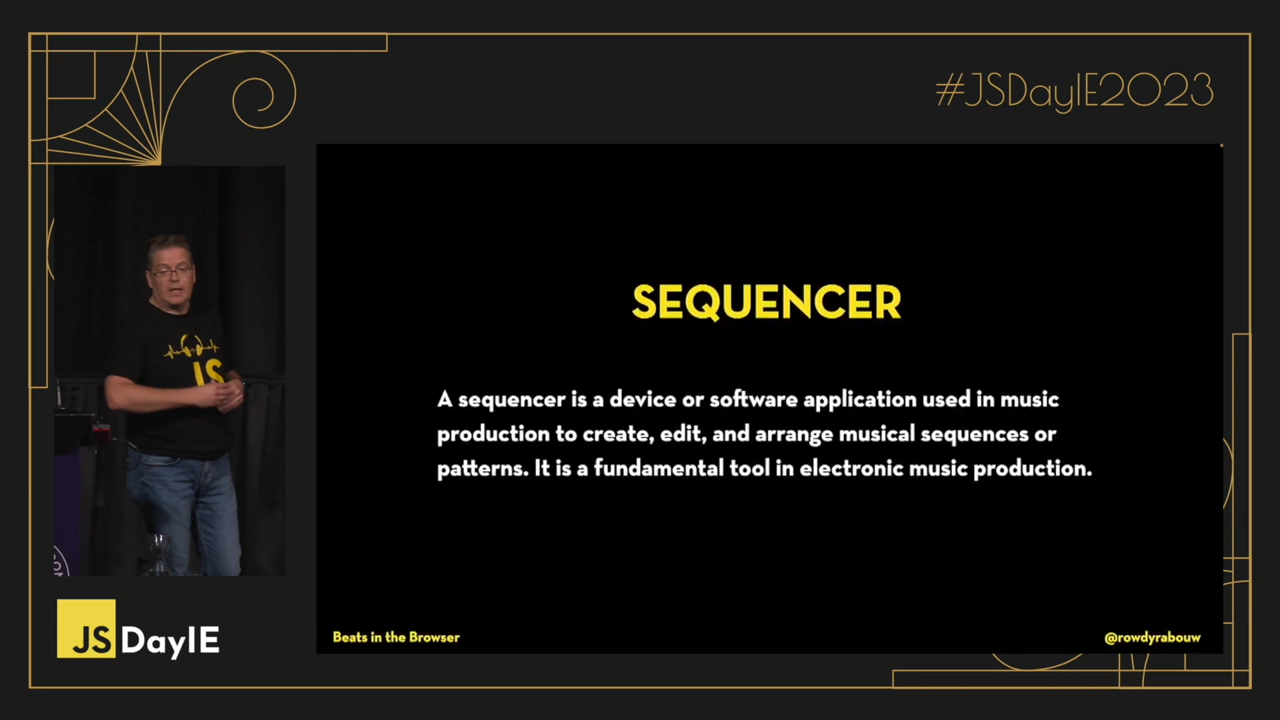 #JSDayIE2023
SEQUENCER
A sequencer is a device or software application used in music
production to create, edit, and arrange musical sequences or
patterns. It is a fundamental tool in electronic music production.
Beats in the Browser
@rowdyrabouw
JS
JS DayIE